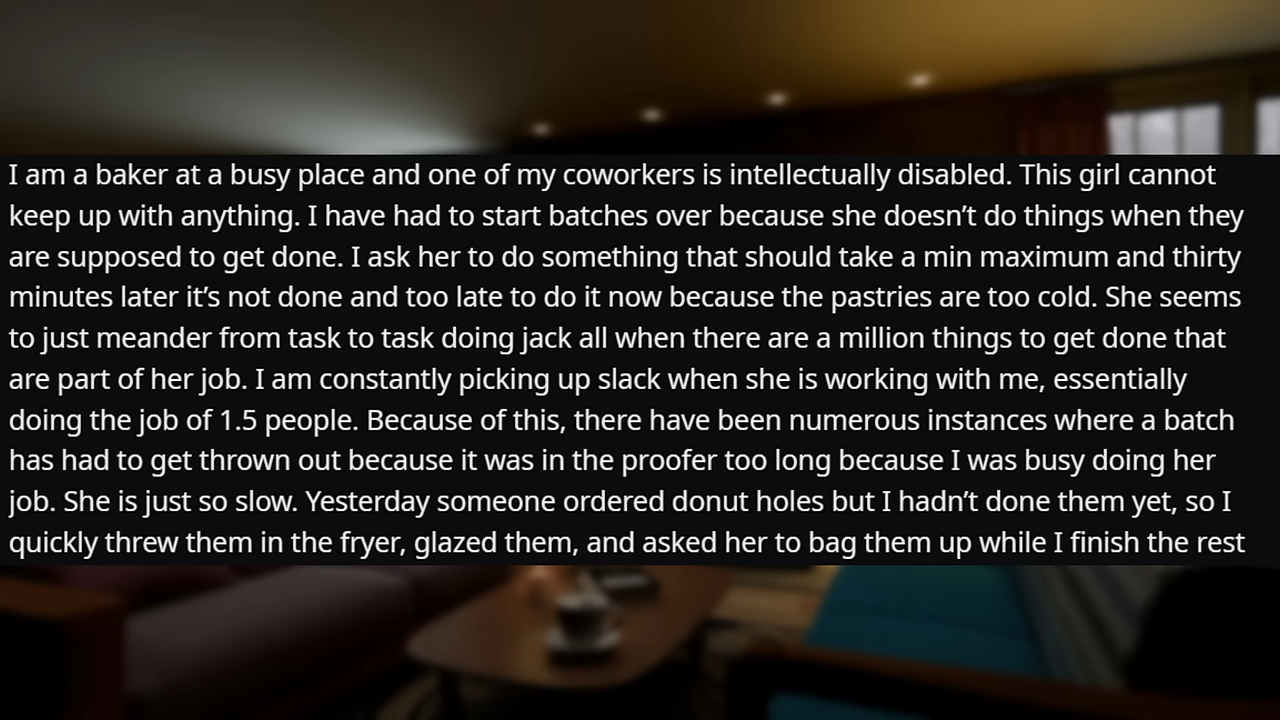 I am a baker at a busy place and one of my coworkers is intellectually disabled. This girl cannot
keep up with anything. I have had to start batches over because she doesn’t do things when they
are supposed to get done. I ask her to do something that should take a min maximum and thirty
minutes later it’s not done and too late to do it now because the pastries are too cold. She seems
to just meander from task to task doing jack all when there are a million things to get done that
are part of her job. I am constantly picking up slack when she is working with me, essentially
doing the job of 1.5 people. Because of this, there have been numerous instances where a batch
has had to get thrown out because it was in the proofer too long because I was busy doing her
job. She is just so slow. Yesterday someone ordered donut holes but I hadn’t done them yet, so I
quickly threw them in the fryer, glazed them, and asked her to bag them up while I finish the rest